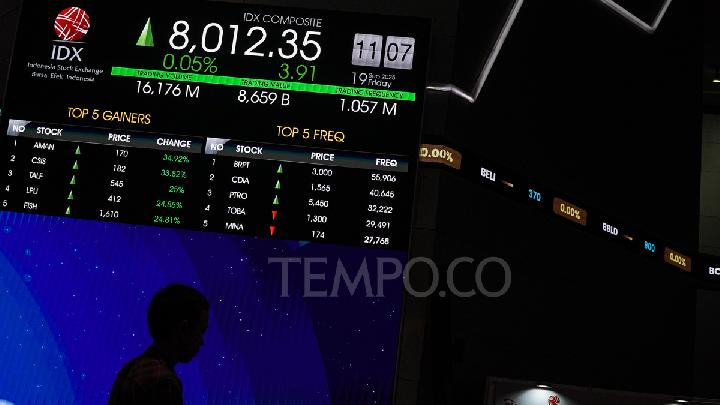 IDX
Indonesia Stock Exchange
Bursa Efek Indonesia
IDX COMPOSITE
8,012.35
0.05% 3.91
11 07
19 Sep 2025
Friday
TRADING VOLUME TRADING VALUE TRADING FREQUENCY
16,176 M 8,659 B 1.057 M
TOP 5 GAINERS
NO STOCK PRICE CHANGE
1 AMAN 170 34.92%
2 CSIS 182 33.82%
3 TALF 545 25%
4 LPLI 412 24.85%
5 FISH 1,610 24.81%
TOP 5 FREQ
NO STOCK PRICE FREQ
1 BRPT 3,000 55,906
2 CDIA 1,565 40,645
3 PTRO 5,450 32,222
4 TOBA 1,300 29,491
5 MINA 174 27,768
0.00% BELI 370 0.00% BBLD 800 0.00%
TEMPO.CO